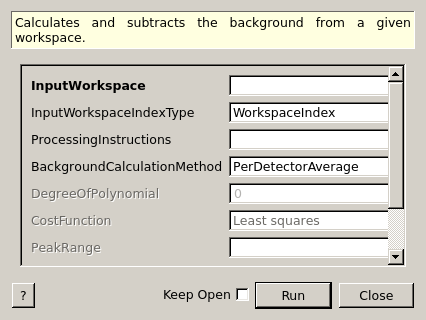 Calculates and subtracts the background from a given
workspace.
InputWorkspace
InputWorkspaceIndexType WorkspaceIndex
ProcessingInstructions
BackgroundCalculationMethod PerDetectorAverage
DegreeOfPolynomial 0
CostFunction Least squares
PeakRange
? Keep Open Run Close